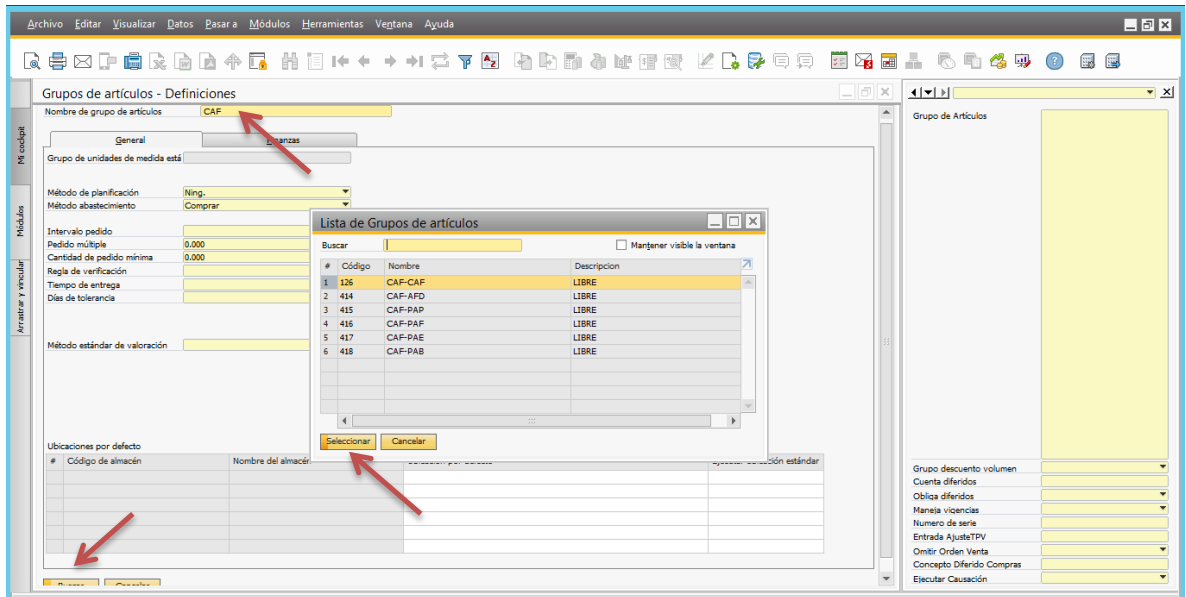 Archivo Editar Visualizar Datos Pasar a Módulos Herramientas Ventana Ayuda
Mi cockpit
Módulos
Arrastrar y vincular
Grupos de artículos - Definiciones
Nombre de grupo de artículos CAF
General
Grupo de unidades de medida está
Método de planificación Ning.
Método abastecimiento Comprar
Intervalo pedido
Pedido múltiple 0.000
Cantidad de pedido mínima 0.000
Regla de verificación
Tiempo de entrega
Días de tolerancia
Método estándar de valoración
Ubicaciones por defecto
# Código de almacén Nombre del almacén
Lista de Grupos de artículos
Buscar Mantener visible la ventana
# Código Nombre Descripcion
1 126 CAF-CAF LIBRE
2 414 CAF-AFD LIBRE
3 415 CAF-PAP LIBRE
4 416 CAF-PAF LIBRE
5 417 CAF-PAE LIBRE
6 418 CAF-PAB LIBRE
Seleccionar Cancelar
Grupo de Artículos
Grupo descuento volumen
Cuenta diferidos
Obliga diferidos
Maneja vigencias
Numero de serie
Entrada AjusteTPV
Omitir Orden Venta
Concepto Diferido Compras
Ejecutar Causación